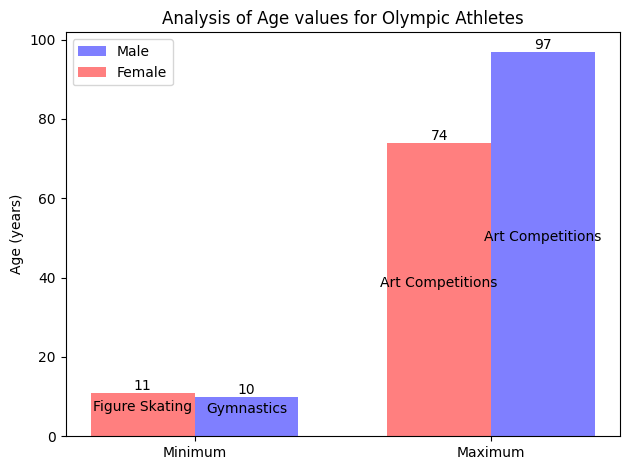 Analysis of Age values for Olympic Athletes
Male
Female
Age (years)
100
80
60
40
20
0
11
10
74
97
Figure Skating
Gymnastics
Art Competitions
Art Competitions
Minimum
Maximum